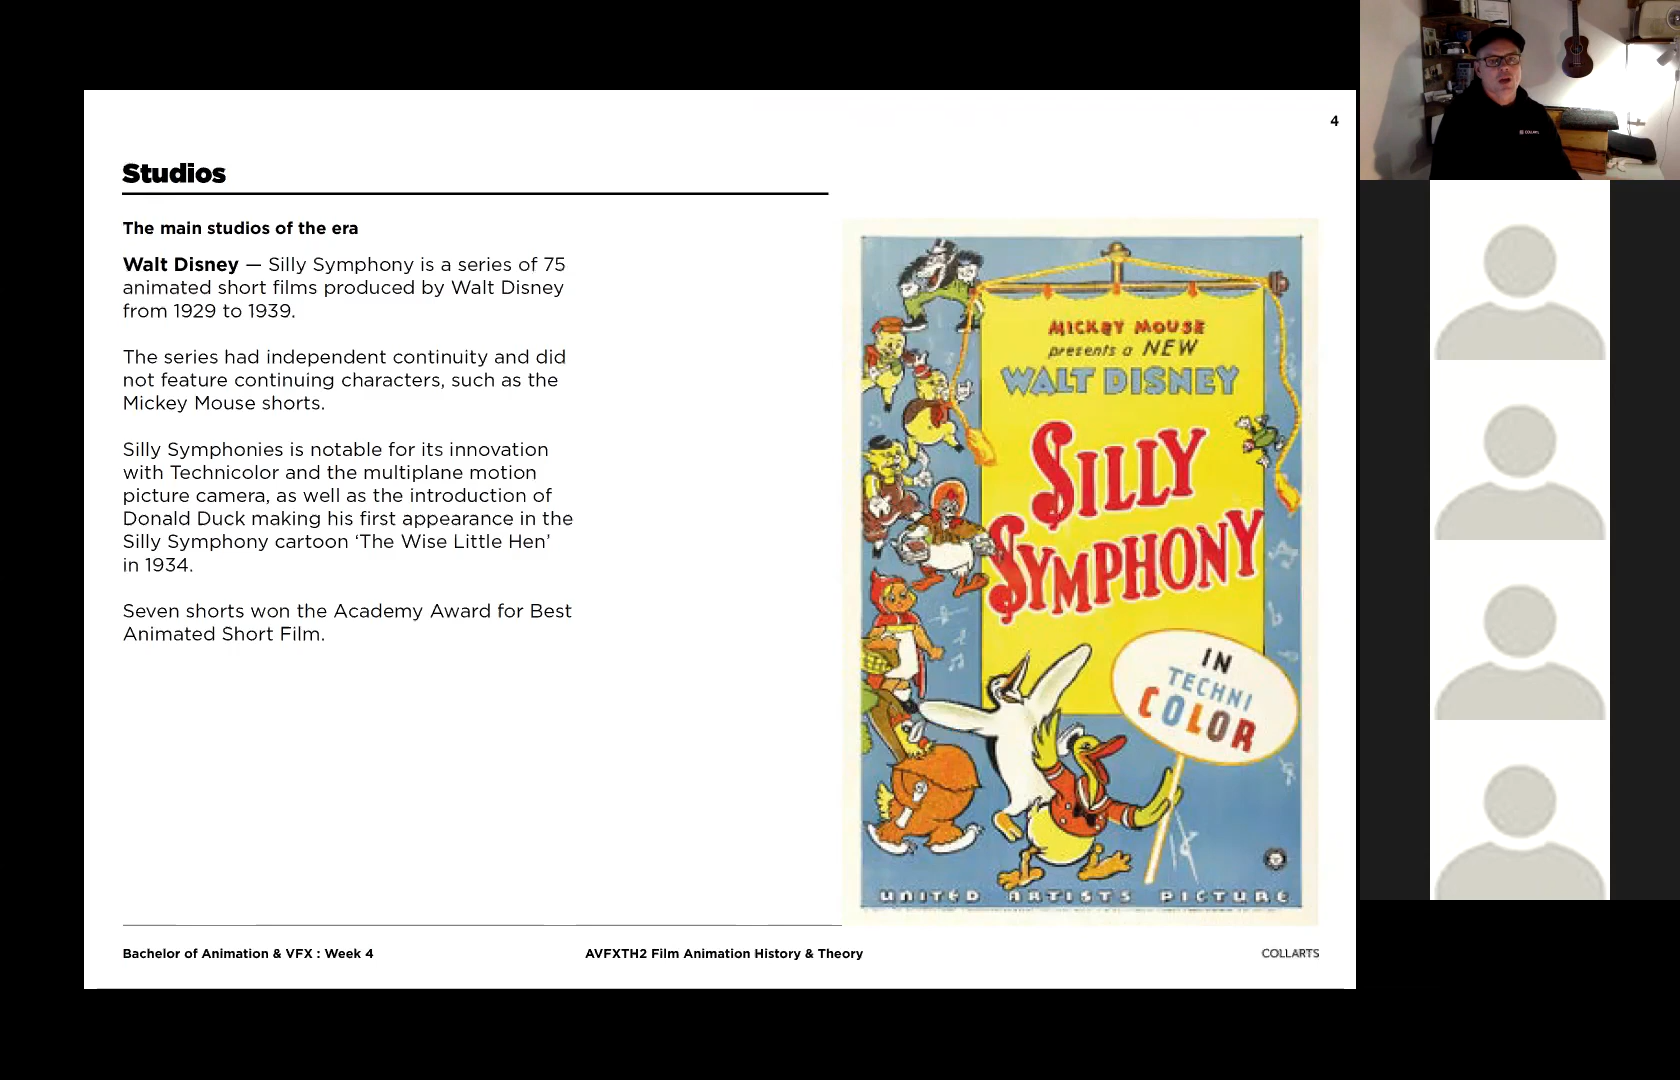 4
Studios
The main studios of the era
Walt Disney — Silly Symphony is a series of 75
animated short films produced by Walt Disney
from 1929 to 1939.
The series had independent continuity and did
not feature continuing characters, such as the
Mickey Mouse shorts.
Silly Symphonies is notable for its innovation
with Technicolor and the multiplane motion
picture camera, as well as the introduction of
Donald Duck making his first appearance in the
Silly Symphony cartoon ‘The Wise Little Hen’
in 1934.
Seven shorts won the Academy Award for Best
Animated Short Film.
MICKEY MOUSE
presents a NEW
WALT DISNEY
SILLY
SYMPHONY
IN
TECHNI
COLOR
UNITED ARTISTS PICTURE
Bachelor of Animation & VFX : Week 4
AVFXTH2 Film Animation History & Theory
COLLARTS